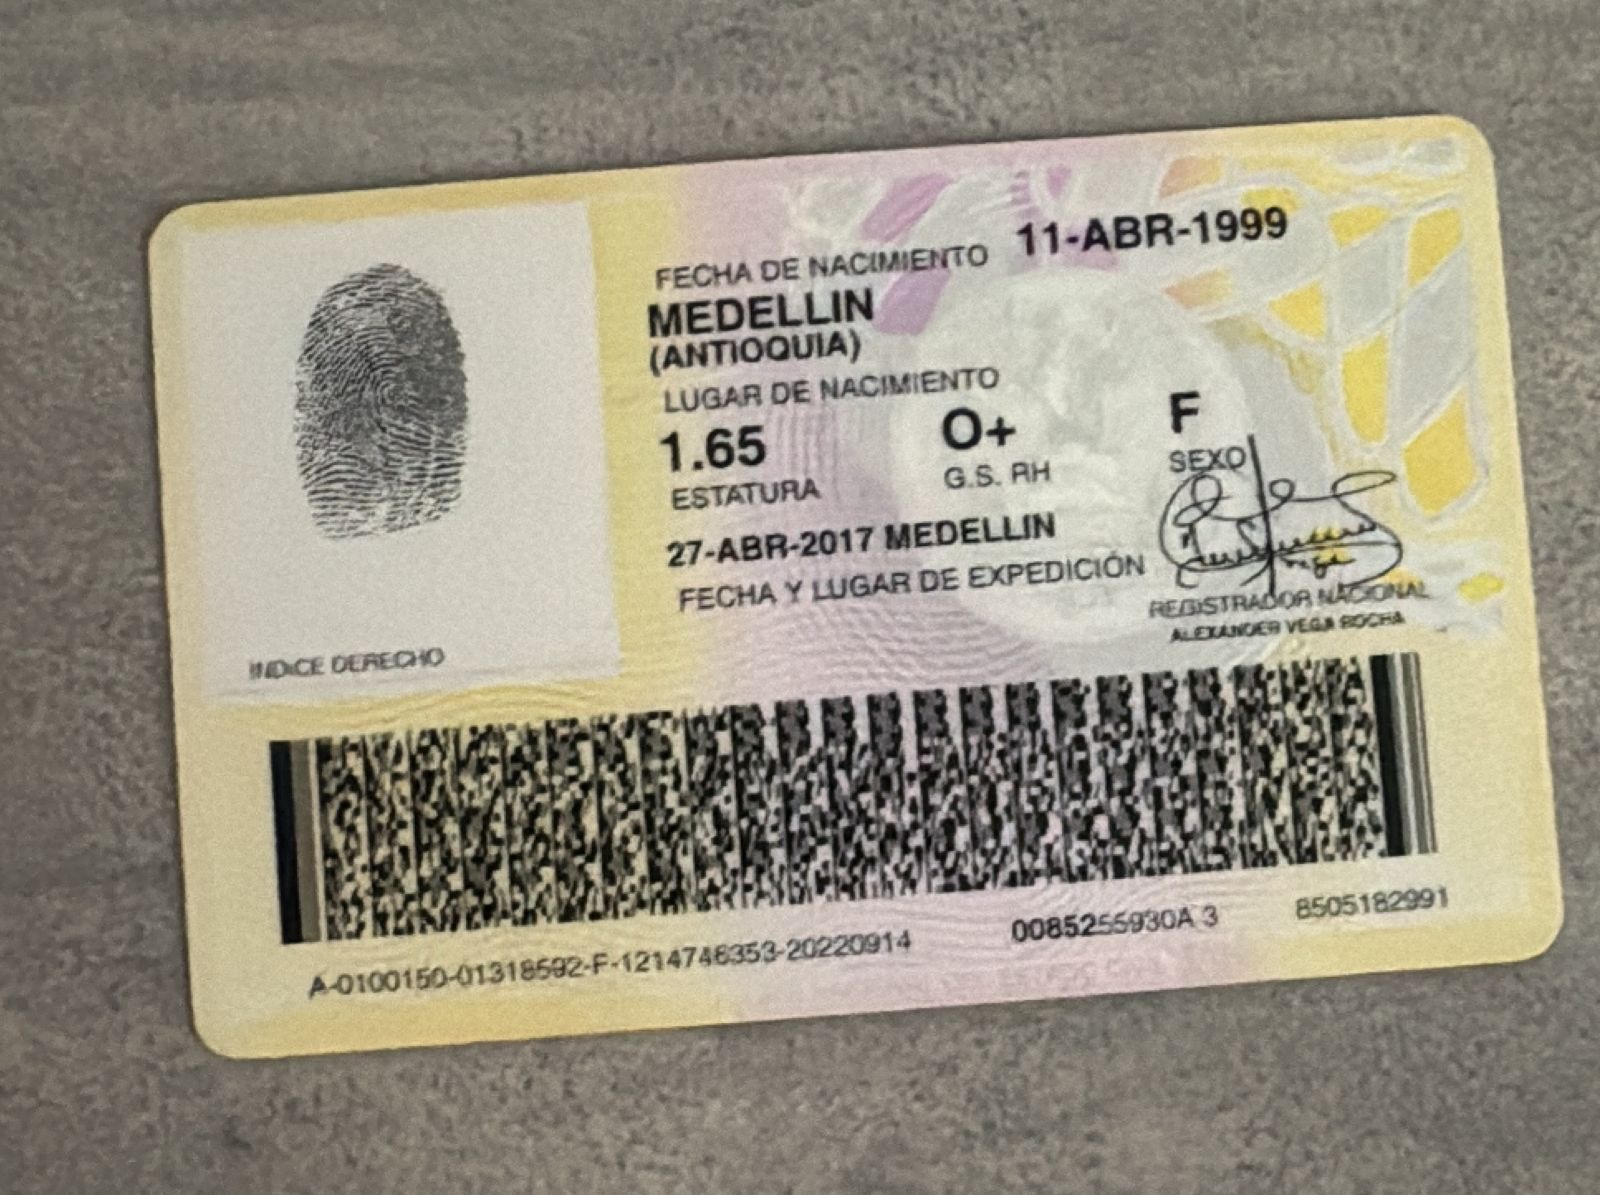 FECHA DE NACIMIENTO 11-ABR-1999
MEDELLIN
(ANTIOQUIA)
LUGAR DE NACIMIENTO
1.65 O+ F
ESTATURA G.S. RH SEXO
27-ABR-2017 MEDELLIN
FECHA Y LUGAR DE EXPEDICIÓN
REGISTRADOR NACIONAL
ALEXANDER VEGA ROCHA
INDICE DERECHO
A-0100150-01318592-F-1214746353-20220914 0085255930A 3 8505182991